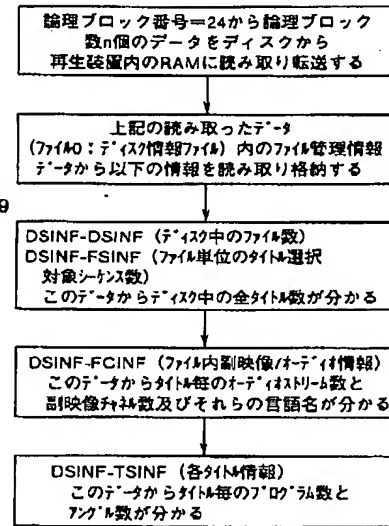 論理ブロック番号=24から論理ブロック
数n個のデータをディスクから
再生装置内のRAMに読み取り転送する
上記の読み取ったデータ
(ファイル0:ディスク情報ファイル)内のファイル管理情報
データから以下の情報を読み取り格納する
9
DSINF-DSINF (ディスク中のファイル数)
DSINF-FSINF (ファイル単位のタイトル選択
対象シーケンス数)
このデータからディスク中の全タイトル数が分かる
DSINF-FCINF (ファイル内副映像/オーディオ情報)
このデータからタイトル毎のオーディオストリーム数と
副映像チャネル数及びそれらの言語名が分かる
DSINF-TSINF (各タイトル情報)
このデータからタイトル毎のプログラム数と
アングル数が分かる